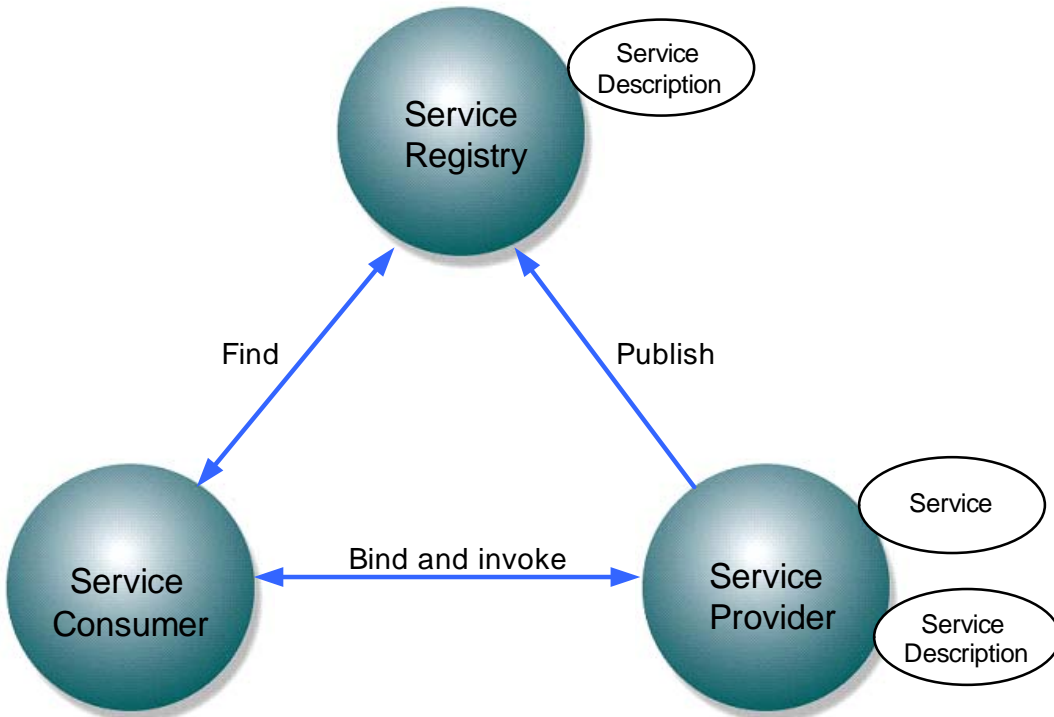 Service
Description
Service
Registry
Find
Publish
Service
Bind and invoke
Service
Consumer
Service
Provider
Service
Description